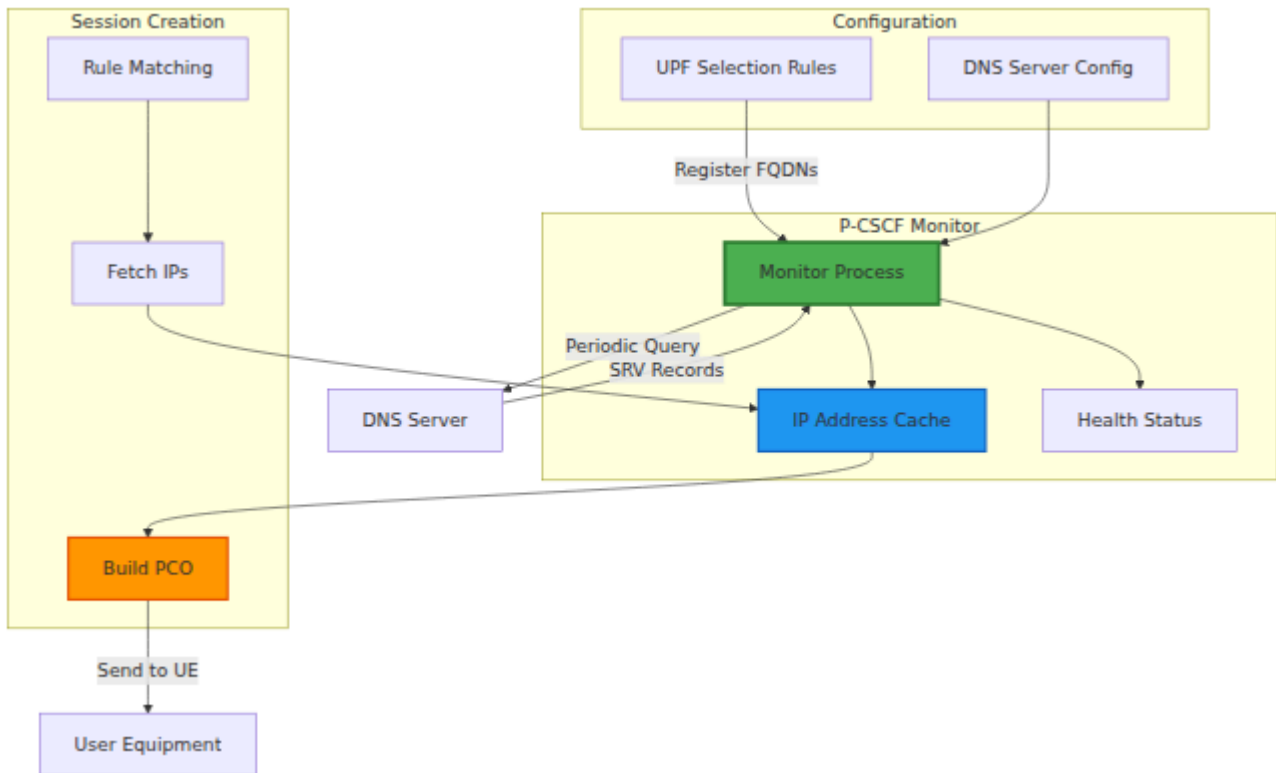 Session Creation
Configuration
Rule Matching
UPF Selection Rules
DNS Server Config
Register FQDNs
P-CSCF Monitor
Fetch IPs
Monitor Process
Periodic Query
SRV Records
DNS Server
IP Address Cache
Health Status
Build PCO
Send to UE
User Equipment